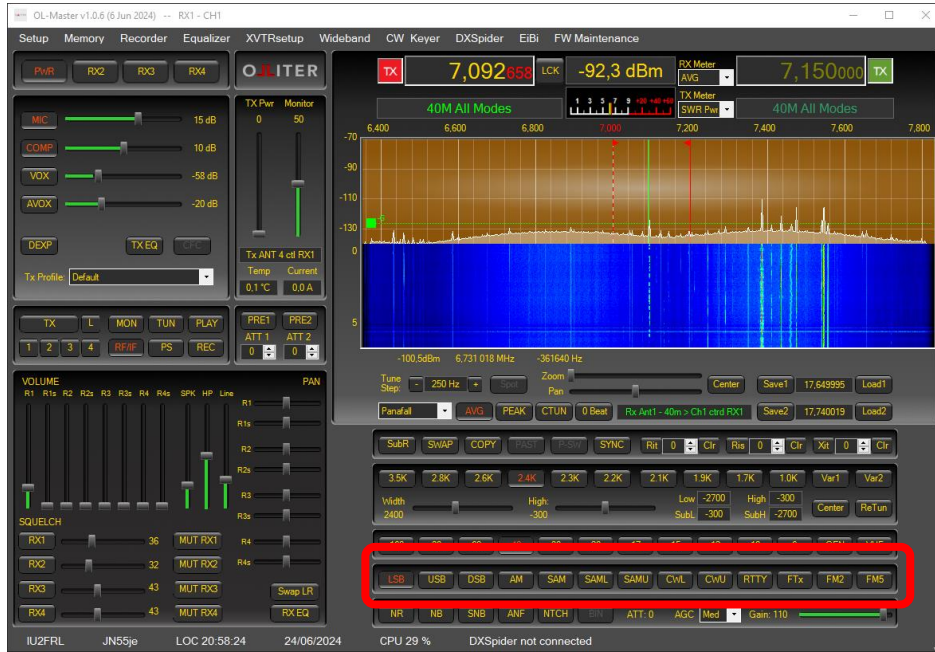 OL-Master v1.0.6 (6 Jun 2024) -- RX1 - CH1
Setup Memory Recorder Equalizer XVTRsetup Wideband CW Keyer DXSpider EiBi FW Maintenance
PWR RX2 RX3 RX4
OLLITER
TX 7,092658 LCK -92,3 dBm RX Meter AVG 7,150000 TX
TX Meter
40M All Modes 1 3 5 7 9 +20 +40 +60 SWR Pwr 40M All Modes
MIC 15 dB
COMP 10 dB
VOX -58 dB
AVOX -20 dB
DEXP TX EQ CFC
Tx Profile: Default
TX Pwr Monitor
0 50
Tx ANT 4 ctl RX1
Temp Current
0,1 °C 0,0 A
6,400 6,600 6,800 7,000 7,200 7,400 7,600 7,800
-70
-90
-110
-G
-130
0
5
TX L MON TUN PLAY
1 2 3 4 RF/IF PS REC
PRE1 PRE2
ATT 1 ATT 2
0 0
-100,5dBm 6,731 018 MHz -361640 Hz
Tune Step: - 250 Hz + Spot Zoom Pan Center Save1 17,649995 Load1
Panafall AVG PEAK CTUN 0 Beat Rx Ant1 - 40m > Ch1 ctrd RX1 Save2 17,740019 Load2
VOLUME PAN
R1 R1s R2 R2s R3 R3s R4 R4s SPK HP Line
R1
R1s
R2
R2s
R3
R3s
R4
R4s
SQUELCH
RX1 36 MUT RX1
RX2 32 MUT RX2
RX3 43 MUT RX3 Swap LR
RX4 43 MUT RX4 RX EQ
SubR SWAP COPY PAST P-SW SYNC Rit 0 Clr Ris 0 Clr Xit 0 Clr
3.5K 2.8K 2.6K 2.4K 2.3K 2.2K 2.1K 1.9K 1.7K 1.0K Var1 Var2
Width 2400 High: -300 Low -2700 High -300 Center ReTun
SubL -300 SubH -2700
LSB USB DSB AM SAM SAML SAMU CWL CWU RTTY FTx FM2 FM5
NR NB SNB ANF NTCH BIN ATT: 0 AGC Med Gain: 110
IU2FRL JN55je LOC 20:58:24 24/06/2024 CPU 29 % DXSpider not connected